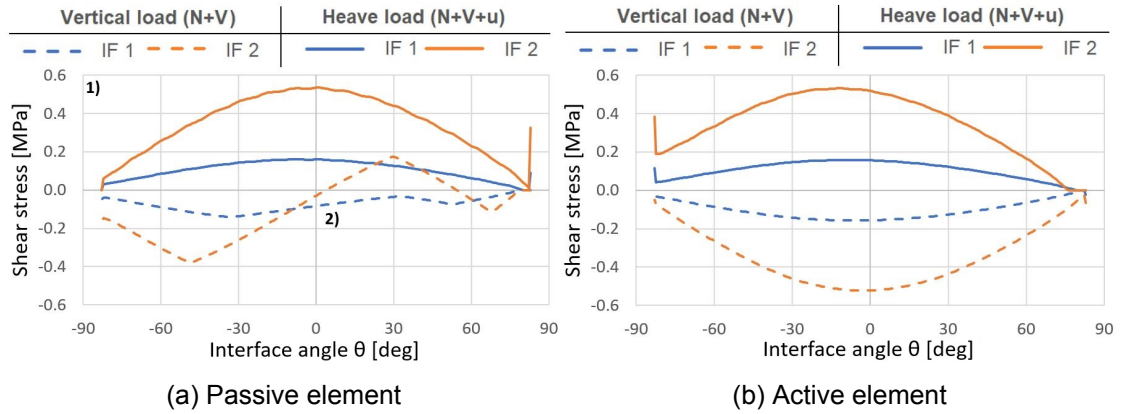 Vertical load (N+V) Heave load (N+V+u)
IF 1 IF 2 IF 1 IF 2
0.6
0.4
0.2
0.0
-0.2
-0.4
-0.6
Shear stress [MPa]
1)
2)
-90 -60 -30 0 30 60 90
Interface angle θ [deg]
(a) Passive element
Vertical load (N+V) Heave load (N+V+u)
IF 1 IF 2 IF 1 IF 2
0.6
0.4
0.2
0.0
-0.2
-0.4
-0.6
Shear stress [MPa]
-90 -60 -30 0 30 60 90
Interface angle θ [deg]
(b) Active element